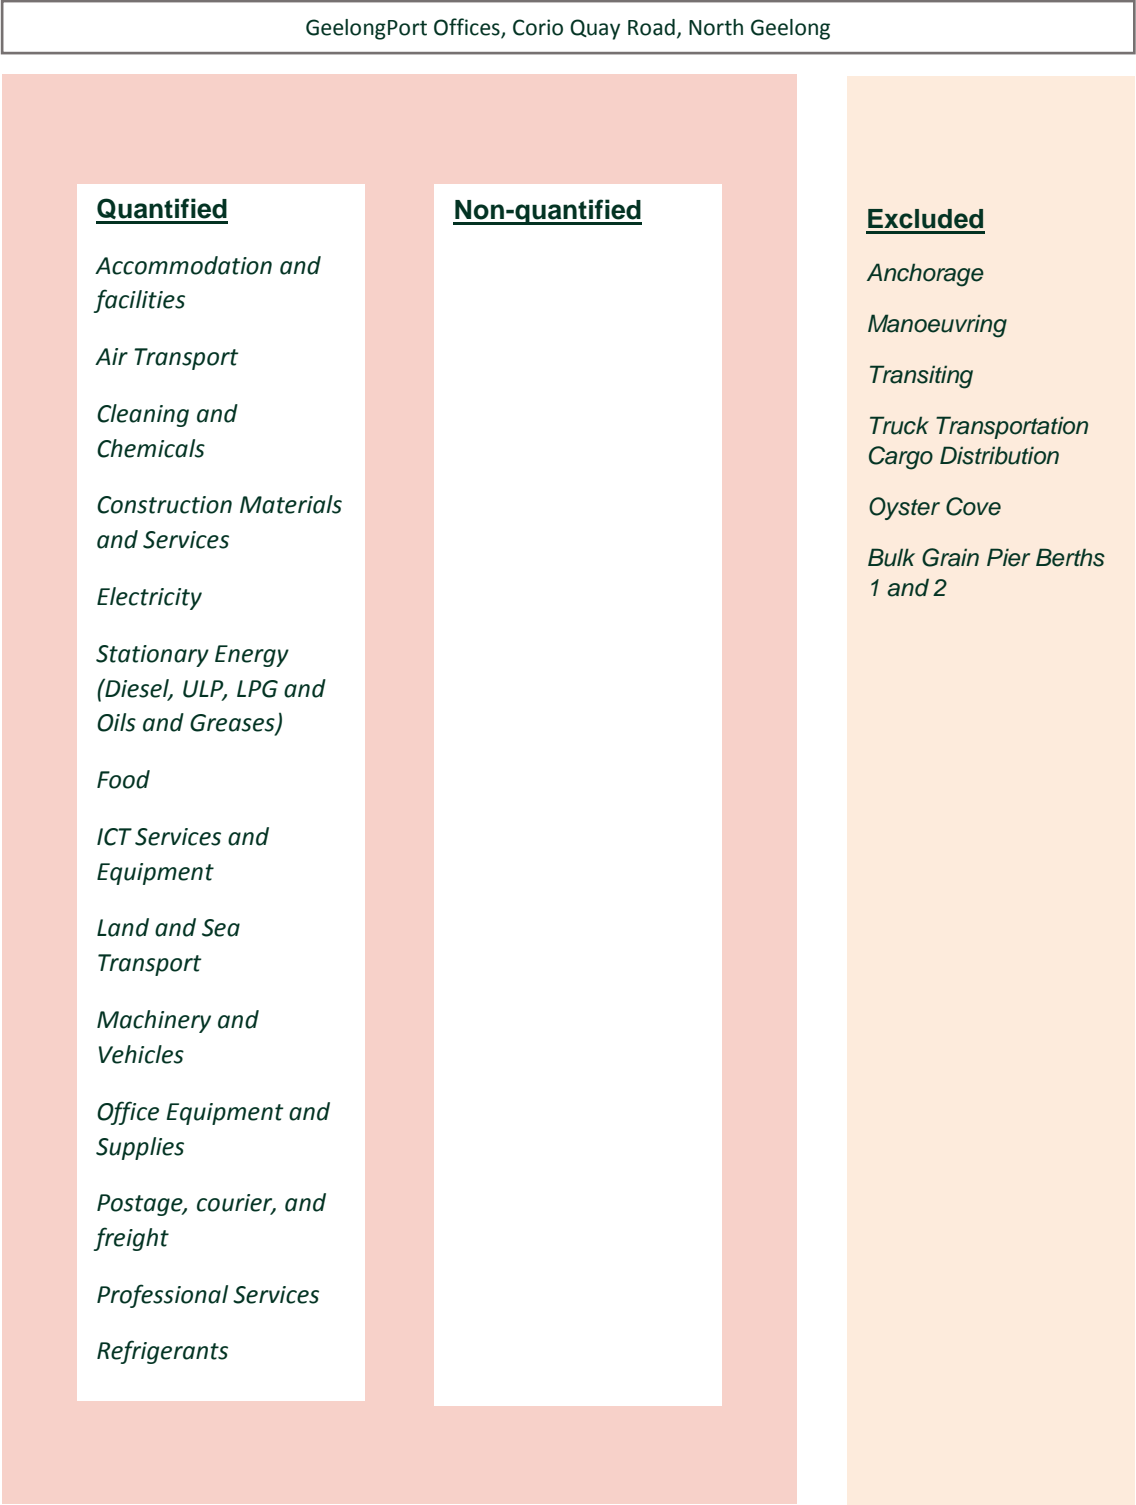 GeelongPort Offices, Corio Quay Road, North Geelong
Quantified
Accommodation and
facilities
Air Transport
Cleaning and
Chemicals
Construction Materials
and Services
Electricity
Stationary Energy
(Diesel, ULP, LPG and
Oils and Greases)
Food
ICT Services and
Equipment
Land and Sea
Transport
Machinery and
Vehicles
Office Equipment and
Supplies
Postage, courier, and
freight
Professional Services
Refrigerants
Non-quantified
Excluded
Anchorage
Manoeuvring
Transiting
Truck Transportation
Cargo Distribution
Oyster Cove
Bulk Grain Pier Berths
1 and 2